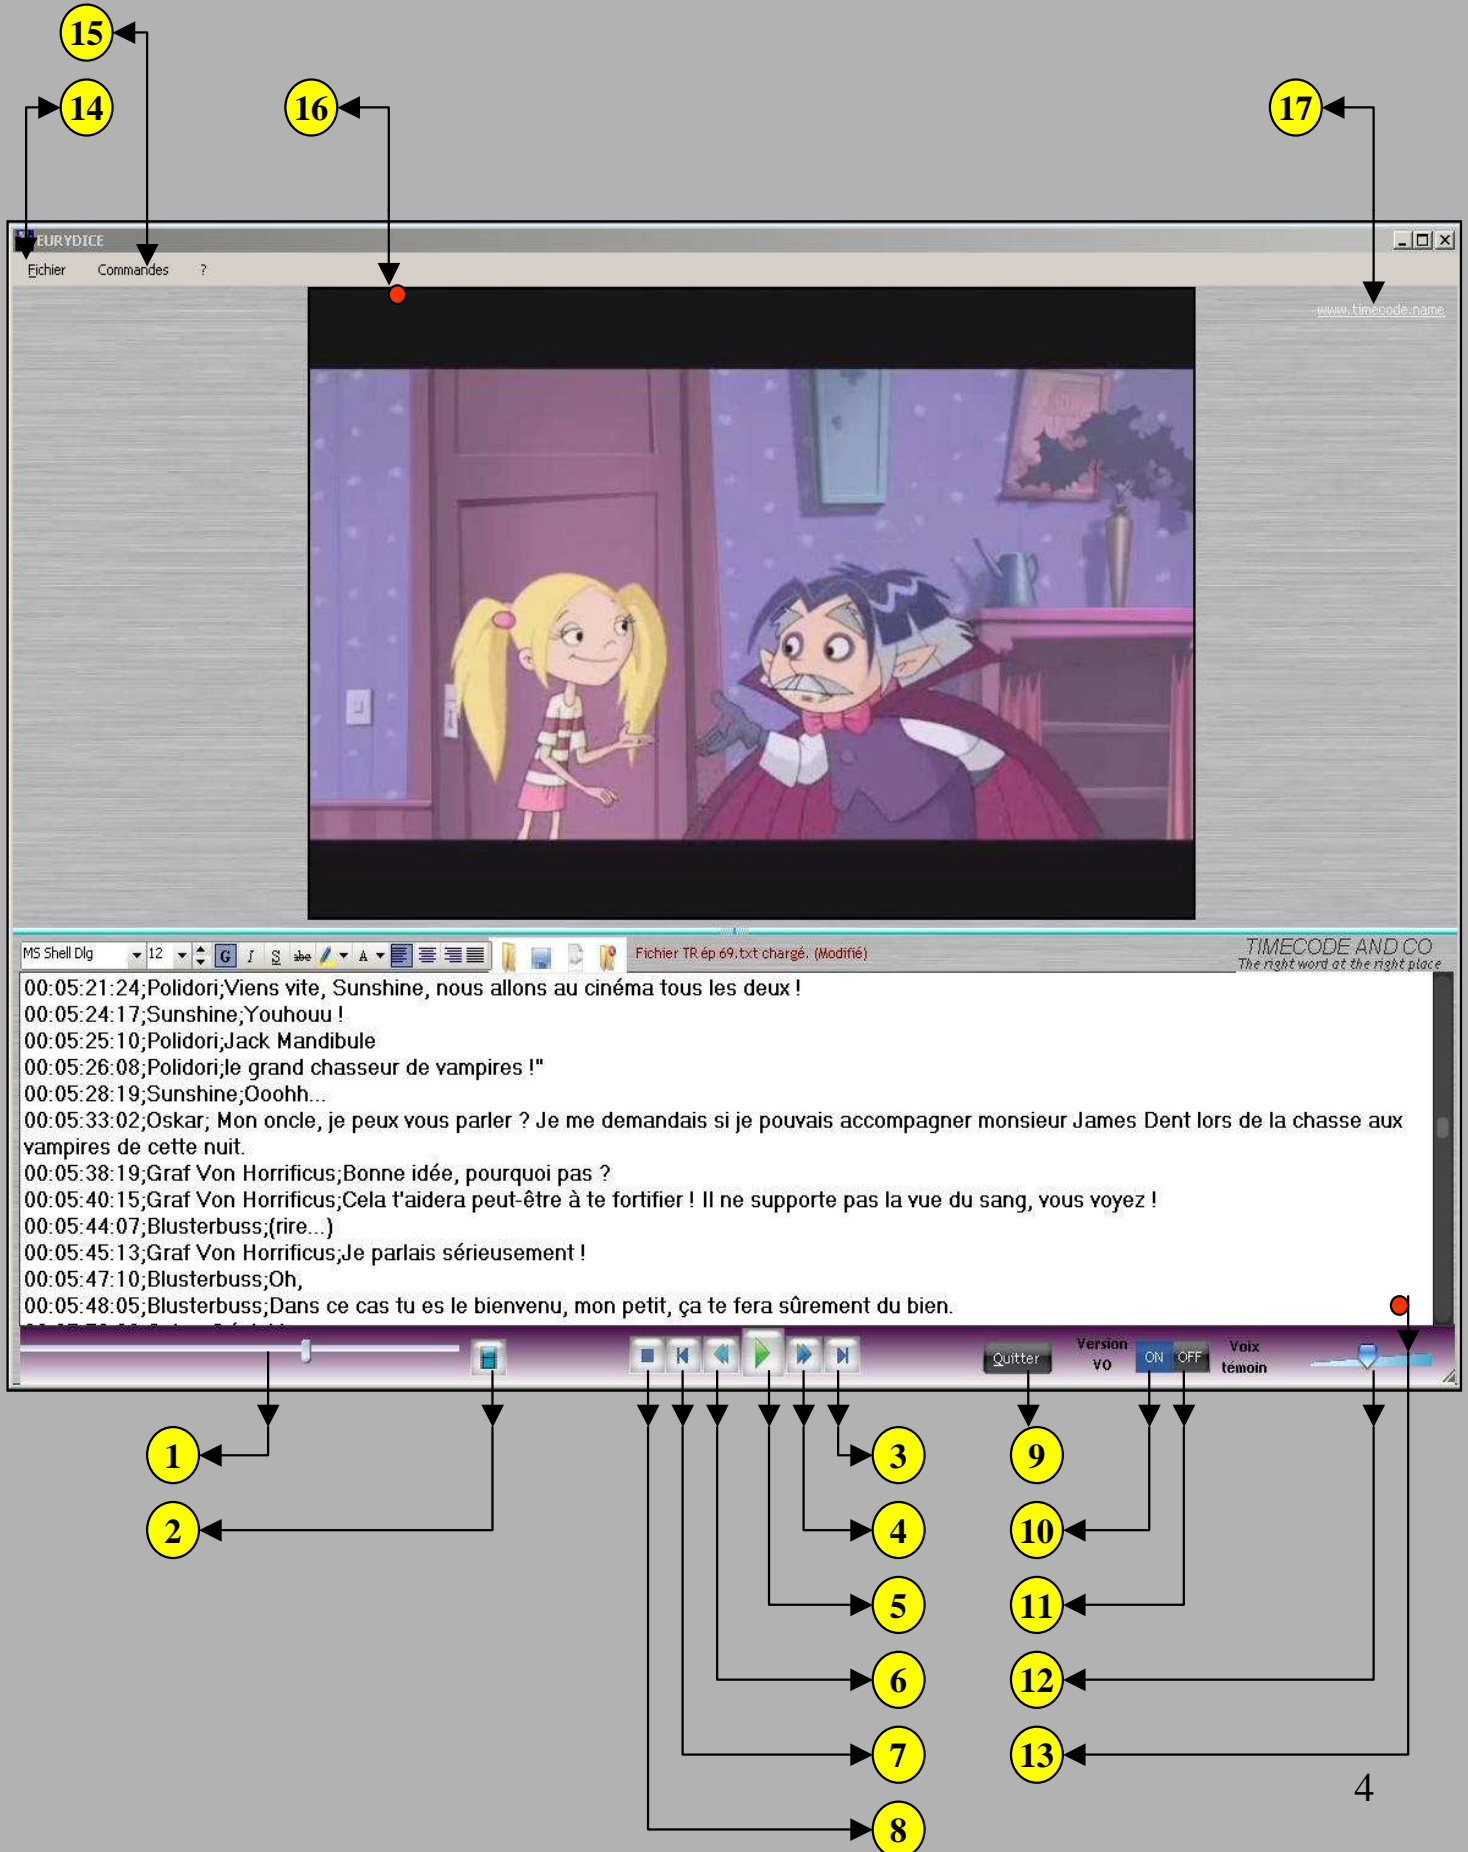 15
14
16
17
EURYDICE
Fichier Commandes ?
www.timecode.name
MS Shell Dlg 12 G I S abc A Fichier TR ép 69.txt chargé. (Modifié)
TIMECODE AND CO
The right word at the right place
00:05:21:24;Polidori;Viens vite, Sunshine, nous allons au cinéma tous les deux !
00:05:24:17;Sunshine;Youhouu !
00:05:25:10;Polidori;Jack Mandibule
00:05:26:08;Polidori;le grand chasseur de vampires !"
00:05:28:19;Sunshine;Ooohh...
00:05:33:02;Oskar; Mon oncle, je peux vous parler ? Je me demandais si je pouvais accompagner monsieur James Dent lors de la chasse aux
vampires de cette nuit.
00:05:38:19;Graf Von Horrificus;Bonne idée, pourquoi pas ?
00:05:40:15;Graf Von Horrificus;Cela t'aidera peut-être à te fortifier ! Il ne supporte pas la vue du sang, vous voyez !
00:05:44:07;Blusterbuss;(rire...)
00:05:45:13;Graf Von Horrificus;Je parlais sérieusement !
00:05:47:10;Blusterbuss;Oh,
00:05:48:05;Blusterbuss;Dans ce cas tu es le bienvenu, mon petit, ça te fera sûrement du bien.
Quitter
Version
VO
ON OFF
Voix
témoin
1
3
9
2
4
10
5
11
6
12
7
13
4
8